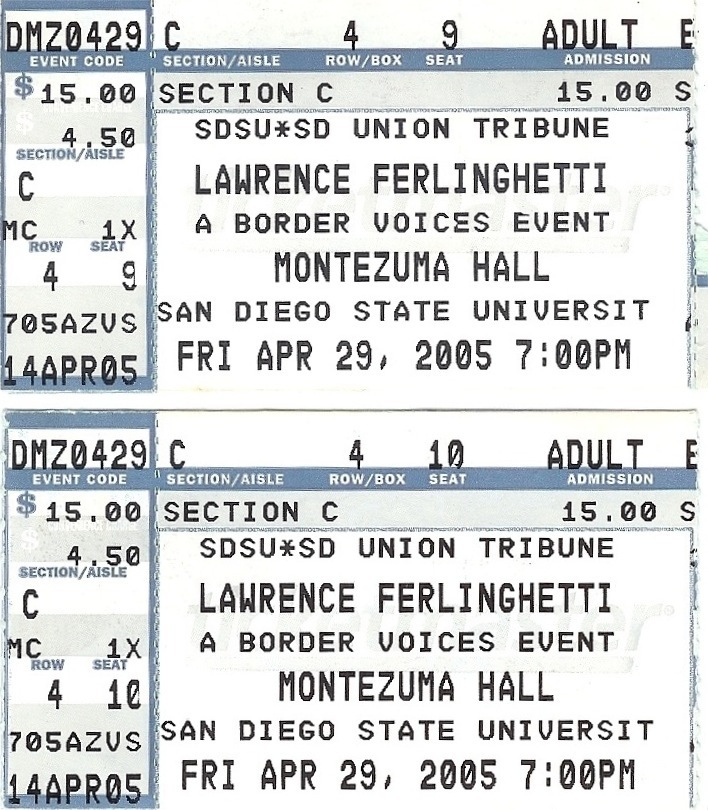 DMZ0429 C 4 9 ADULT E
EVENT CODE SECTION/AISLE ROW/BOX SEAT ADMISSION
$ 15.00 SECTION C 15.00 S
4.50 SDSU*SD UNION TRIBUNE
SECTION/AISLE
C LAWRENCE FERLINGHETTI
MC 1X A BORDER VOICES EVENT
ROW SEAT
4 9 MONTEZUMA HALL
705AZVS SAN DIEGO STATE UNIVERSIT
14APR05 FRI APR 29, 2005 7:00PM
DMZ0429 C 4 10 ADULT E
EVENT CODE SECTION/AISLE ROW/BOX SEAT ADMISSION
$ 15.00 SECTION C 15.00 S
4.50 SDSU*SD UNION TRIBUNE
SECTION/AISLE
C LAWRENCE FERLINGHETTI
MC 1X A BORDER VOICES EVENT
ROW SEAT
4 10 MONTEZUMA HALL
705AZVS SAN DIEGO STATE UNIVERSIT
14APR05 FRI APR 29, 2005 7:00PM